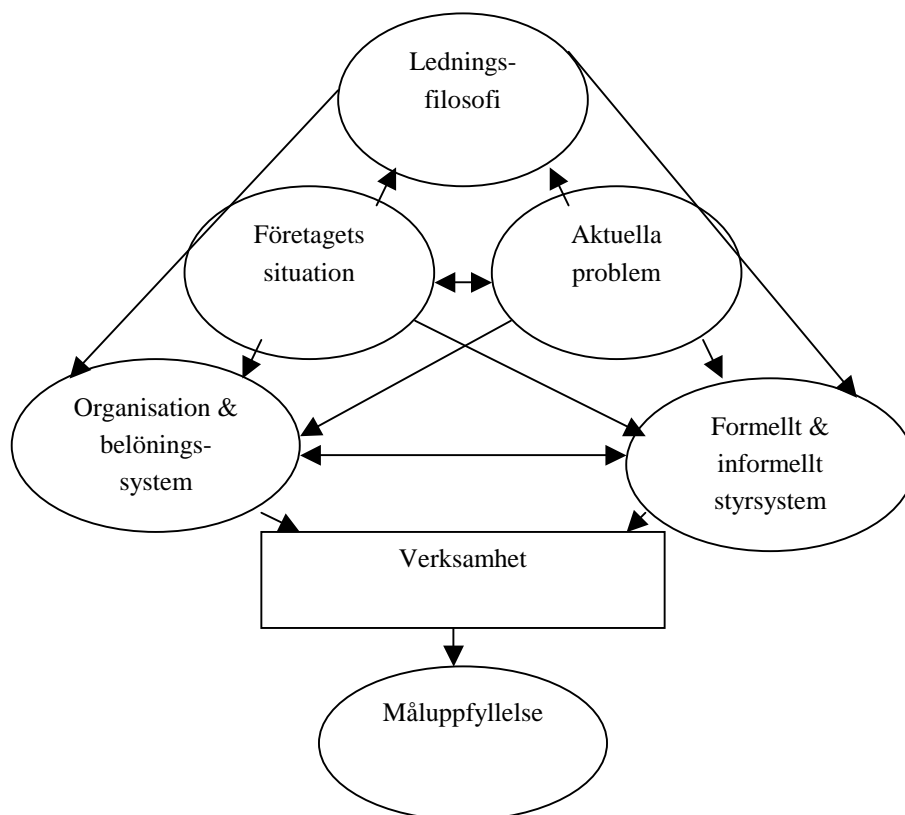 Lednings-
filosofi
Företagets
situation
Aktuella
problem
Organisation &
belönings-
system
Formellt &
informellt
styrsystem
Verksamhet
Måluppfyllelse